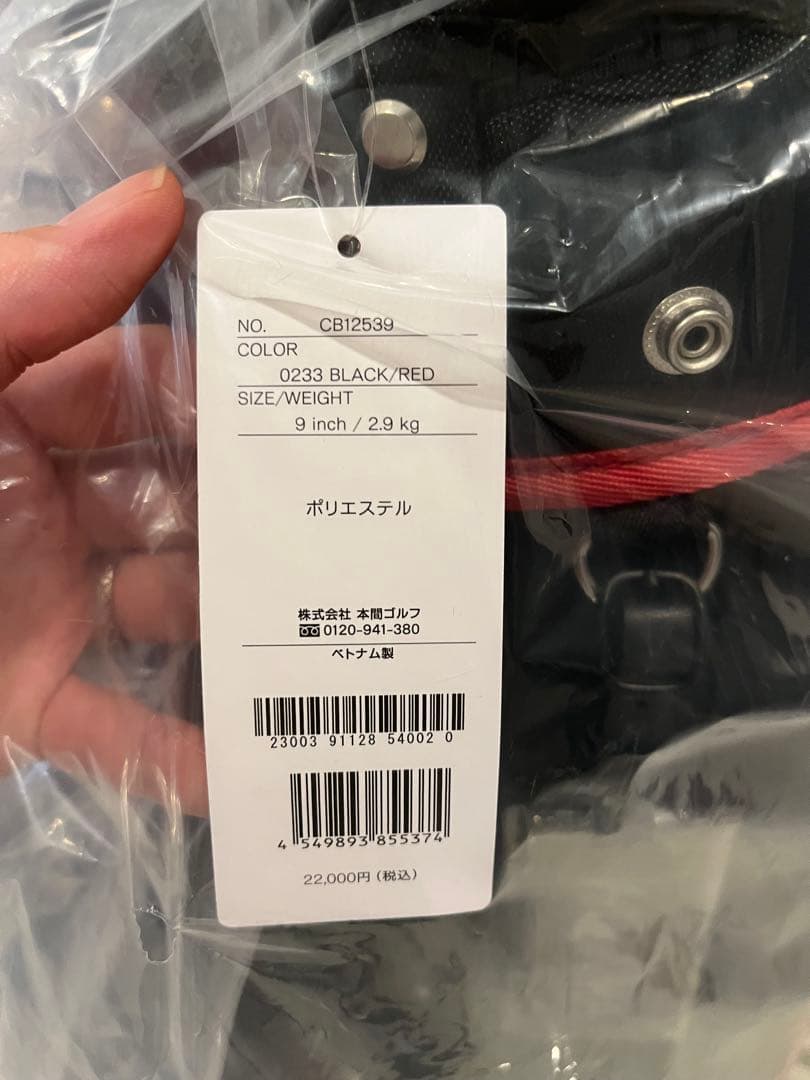 NO. CB12539
COLOR
0233 BLACK/RED
SIZE/WEIGHT
9 inch / 2.9 kg
ポリエステル
株式会社 本間ゴルフ
0120-941-380
ベトナム製
23003 91128 54002 0
4 549893 855374
22,000円(税込)